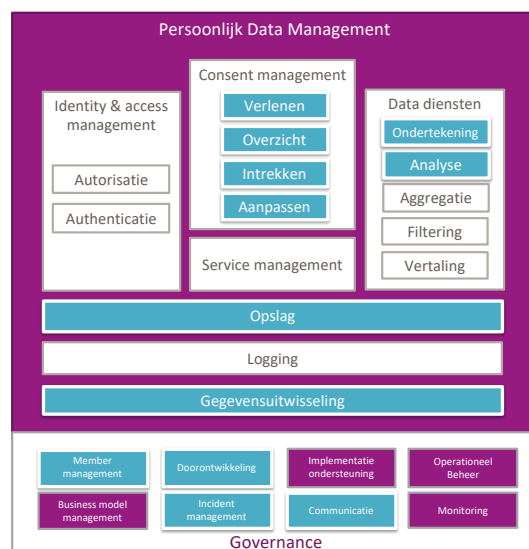 Persoonlijk Data Management
Identity & access
management
Autorisatie
Authenticatie
Consent management
Verlenen
Overzicht
Intrekken
Aanpassen
Service management
Data diensten
Ondertekening
Analyse
Aggregatie
Filtering
Vertaling
Opslag
Logging
Gegevensuitwisseling
Member
management
Doorontwikkeling
Implementatie
ondersteuning
Operationeel
Beheer
Business model
management
Incident
management
Communicatie
Monitoring
Governance